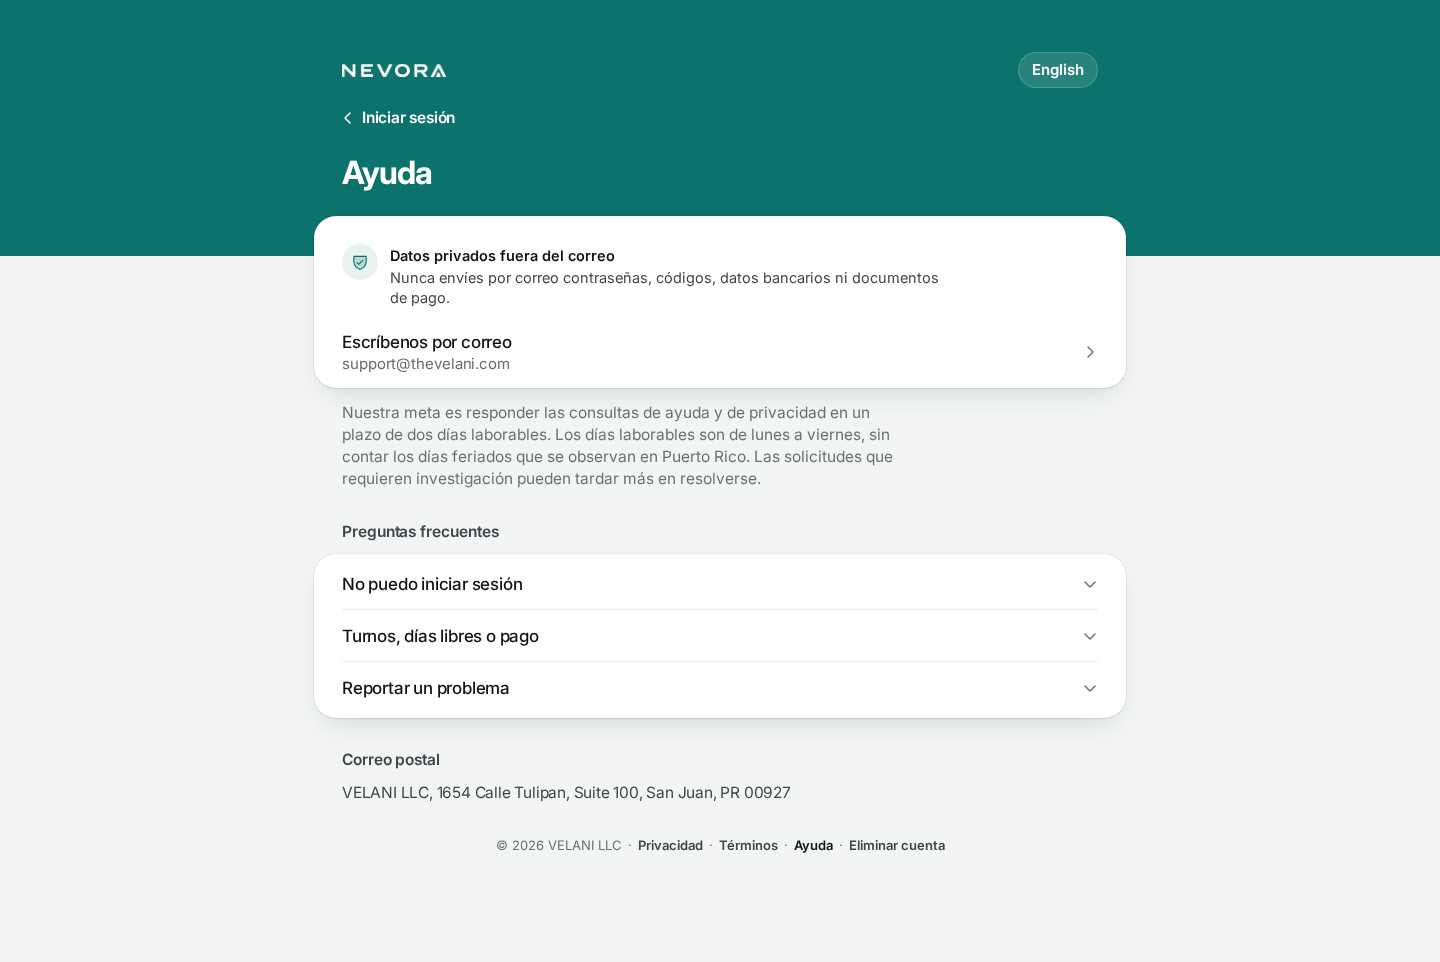 NEVORA
English
Iniciar sesión
Ayuda
Datos privados fuera del correo
Nunca envíes por correo contraseñas, códigos, datos bancarios ni documentos
de pago.
Escríbenos por correo
support@thevelani.com
Nuestra meta es responder las consultas de ayuda y de privacidad en un
plazo de dos días laborables. Los días laborables son de lunes a viernes, sin
contar los días feriados que se observan en Puerto Rico. Las solicitudes que
requieren investigación pueden tardar más en resolverse.
Preguntas frecuentes
No puedo iniciar sesión
Turnos, días libres o pago
Reportar un problema
Correo postal
VELANI LLC, 1654 Calle Tulipan, Suite 100, San Juan, PR 00927
© 2026 VELANI LLC · Privacidad · Términos · Ayuda · Eliminar cuenta